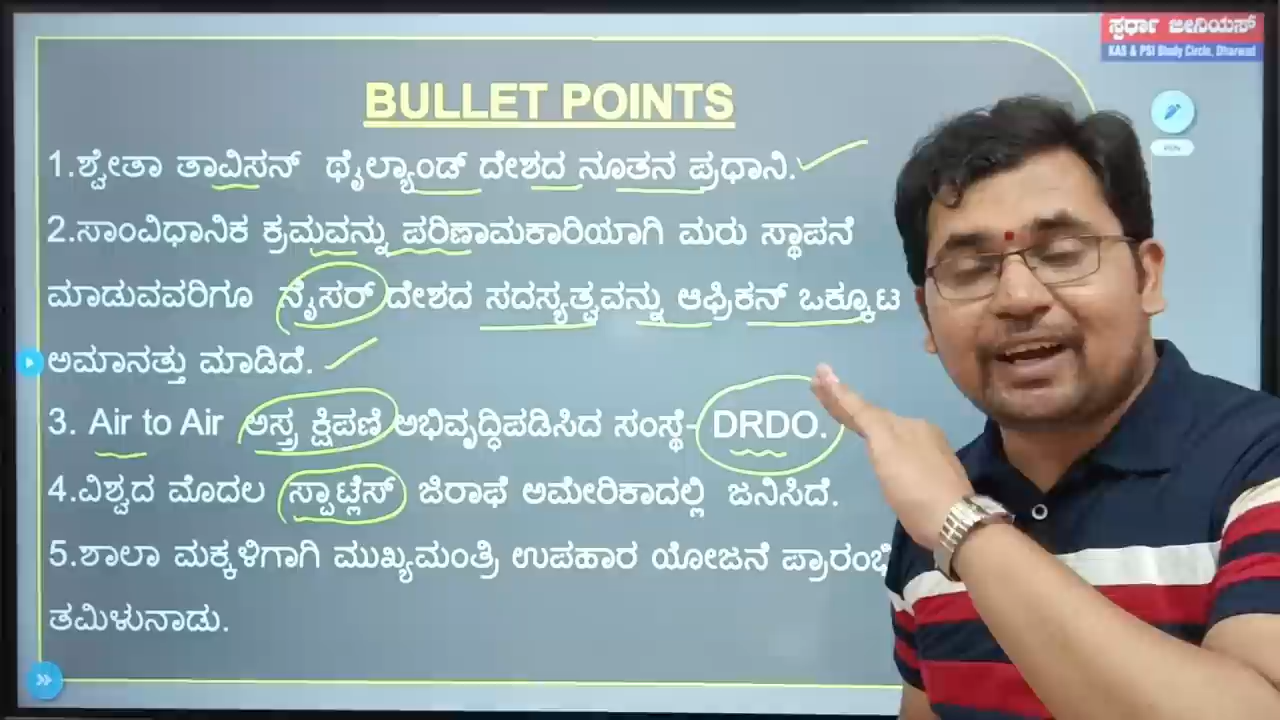 ಸ್ಪರ್ಧಾ ಜೀನಿಯಸ್
KAS & PSI Study Circle, Dharwad
BULLET POINTS
1.ಶ್ವೇತಾ ತಾವಿಸನ್ ಥೈಲ್ಯಾಂಡ್ ದೇಶದ ನೂತನ ಪ್ರಧಾನಿ.
2.ಸಾಂವಿಧಾನಿಕ ಕ್ರಮವನ್ನು ಪರಿಣಾಮಕಾರಿಯಾಗಿ ಮರು ಸ್ಥಾಪನೆ
ಮಾಡುವವರಿಗೂ ನೈಸರ್ ದೇಶದ ಸದಸ್ಯತ್ವವನ್ನು ಆಫ್ರಿಕನ್ ಒಕ್ಕೂಟ
ಅಮಾನತ್ತು ಮಾಡಿದೆ.
3. Air to Air ಅಸ್ತ್ರ ಕ್ಷಿಪಣಿ ಅಭಿವೃದ್ಧಿಪಡಿಸಿದ ಸಂಸ್ಥೆ- DRDO.
4.ವಿಶ್ವದ ಮೊದಲ ಸ್ಪಾಟ್ಲೆಸ್ ಜಿರಾಫೆ ಅಮೇರಿಕಾದಲ್ಲಿ ಜನಿಸಿದೆ.
5.ಶಾಲಾ ಮಕ್ಕಳಿಗಾಗಿ ಮುಖ್ಯಮಂತ್ರಿ ಉಪಹಾರ ಯೋಜನೆ
ತಮಿಳುನಾಡು.